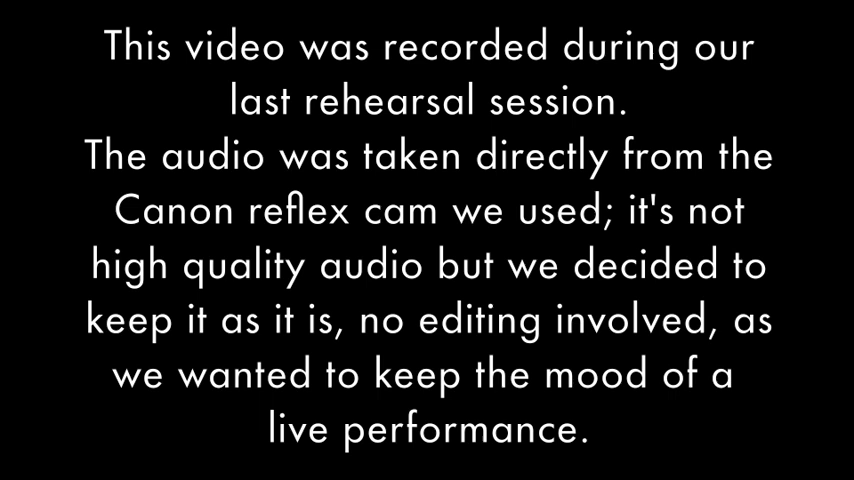 This video was recorded during our
last rehearsal session.
The audio was taken directly from the
Canon reflex cam we used; it's not
high quality audio but we decided to
keep it as it is, no editing involved, as
we wanted to keep the mood of a
live performance.